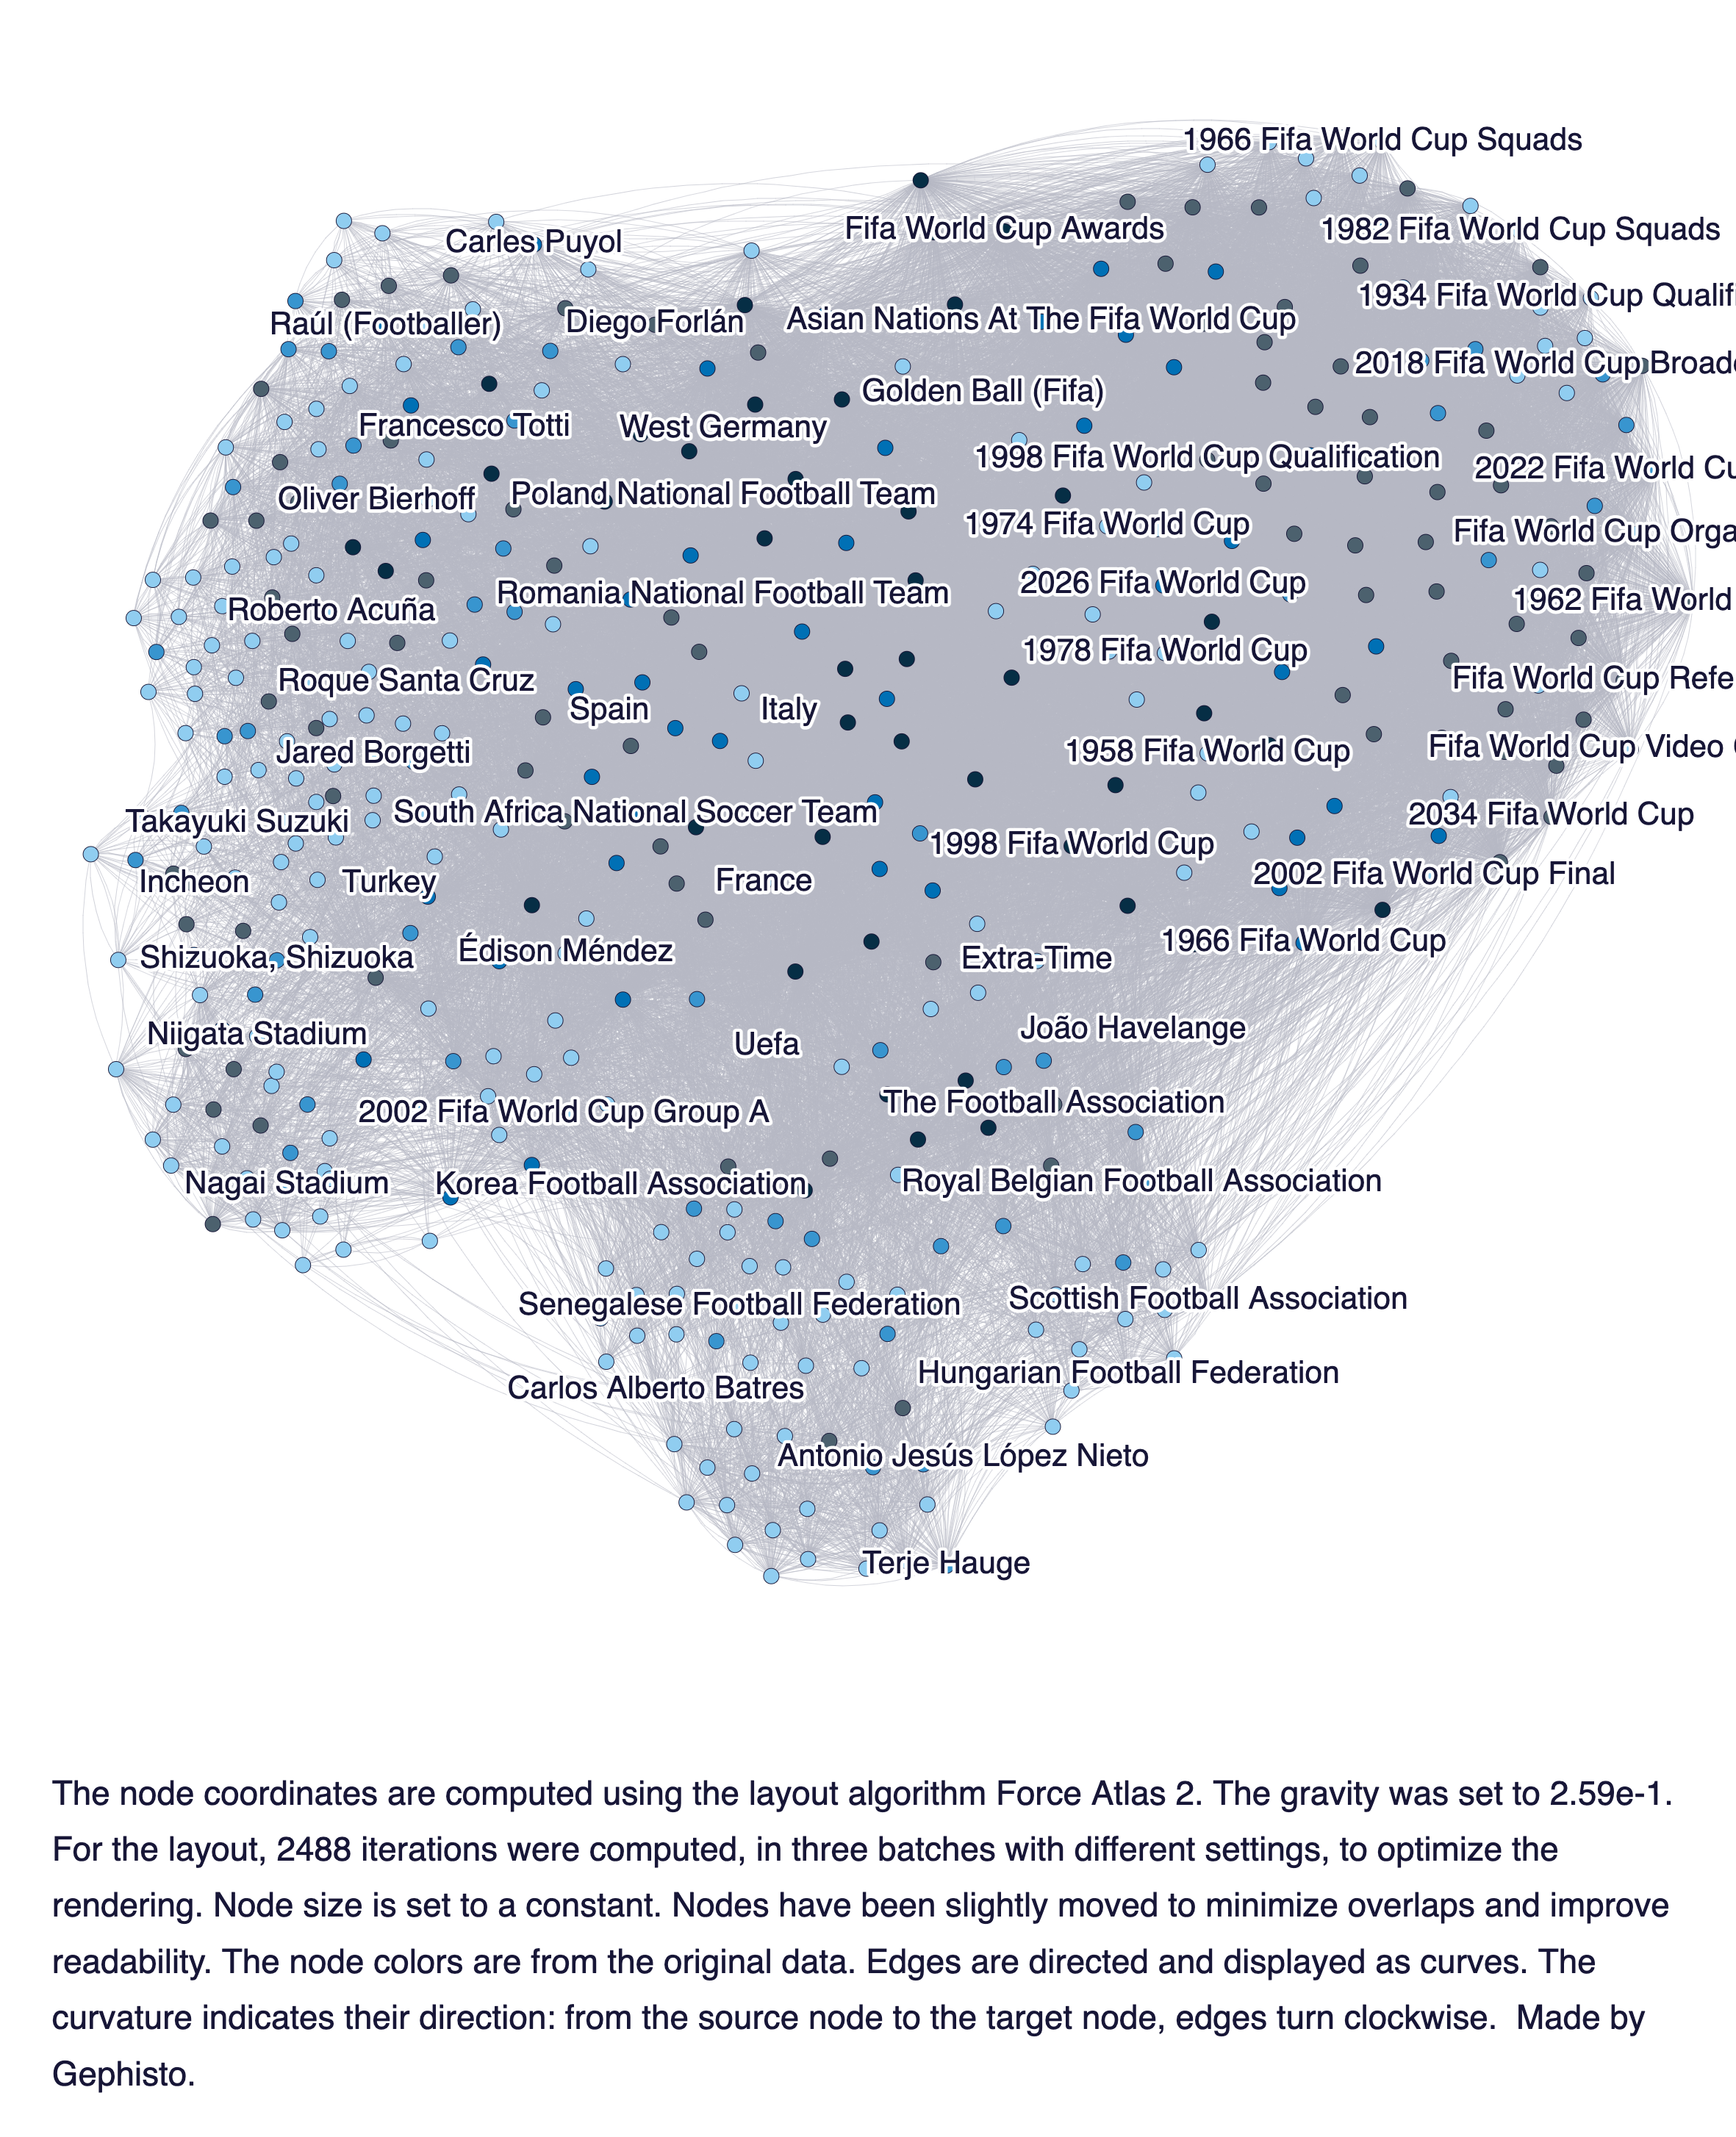 1966 Fifa World Cup Squads
Carles Puyol
Fifa World Cup Awards
1982 Fifa World Cup Squads
Raúl (Footballer)
Diego Forlán
Asian Nations At The Fifa World Cup
1934 Fifa World Cup Qualif
2018 Fifa World Cup Broad
Golden Ball (Fifa)
Francesco Totti
West Germany
1998 Fifa World Cup Qualification
2022 Fifa World Cu
Oliver Bierhoff
Poland National Football Team
1974 Fifa World Cup
Fifa World Cup Orga
Romania National Football Team
2026 Fifa World Cup
1962 Fifa World
Roberto Acuña
1978 Fifa World Cup
Roque Santa Cruz
Fifa World Cup Refe
Spain
Italy
Jared Borgetti
1958 Fifa World Cup
Fifa World Cup Video
Takayuki Suzuki
South Africa National Soccer Team
2034 Fifa World Cup
1998 Fifa World Cup
Incheon
Turkey
France
2002 Fifa World Cup Final
Shizuoka, Shizuoka
Édison Méndez
Extra-Time
1966 Fifa World Cup
Niigata Stadium
Uefa
João Havelange
2002 Fifa World Cup Group A
The Football Association
Nagai Stadium
Korea Football Association
Royal Belgian Football Association
Senegalese Football Federation
Scottish Football Association
Carlos Alberto Batres
Hungarian Football Federation
Antonio Jesús López Nieto
Terje Hauge
The node coordinates are computed using the layout algorithm Force Atlas 2. The gravity was set to 2.59e-1.
For the layout, 2488 iterations were computed, in three batches with different settings, to optimize the
rendering. Node size is set to a constant. Nodes have been slightly moved to minimize overlaps and improve
readability. The node colors are from the original data. Edges are directed and displayed as curves. The
curvature indicates their direction: from the source node to the target node, edges turn clockwise.  Made by
Gephisto.